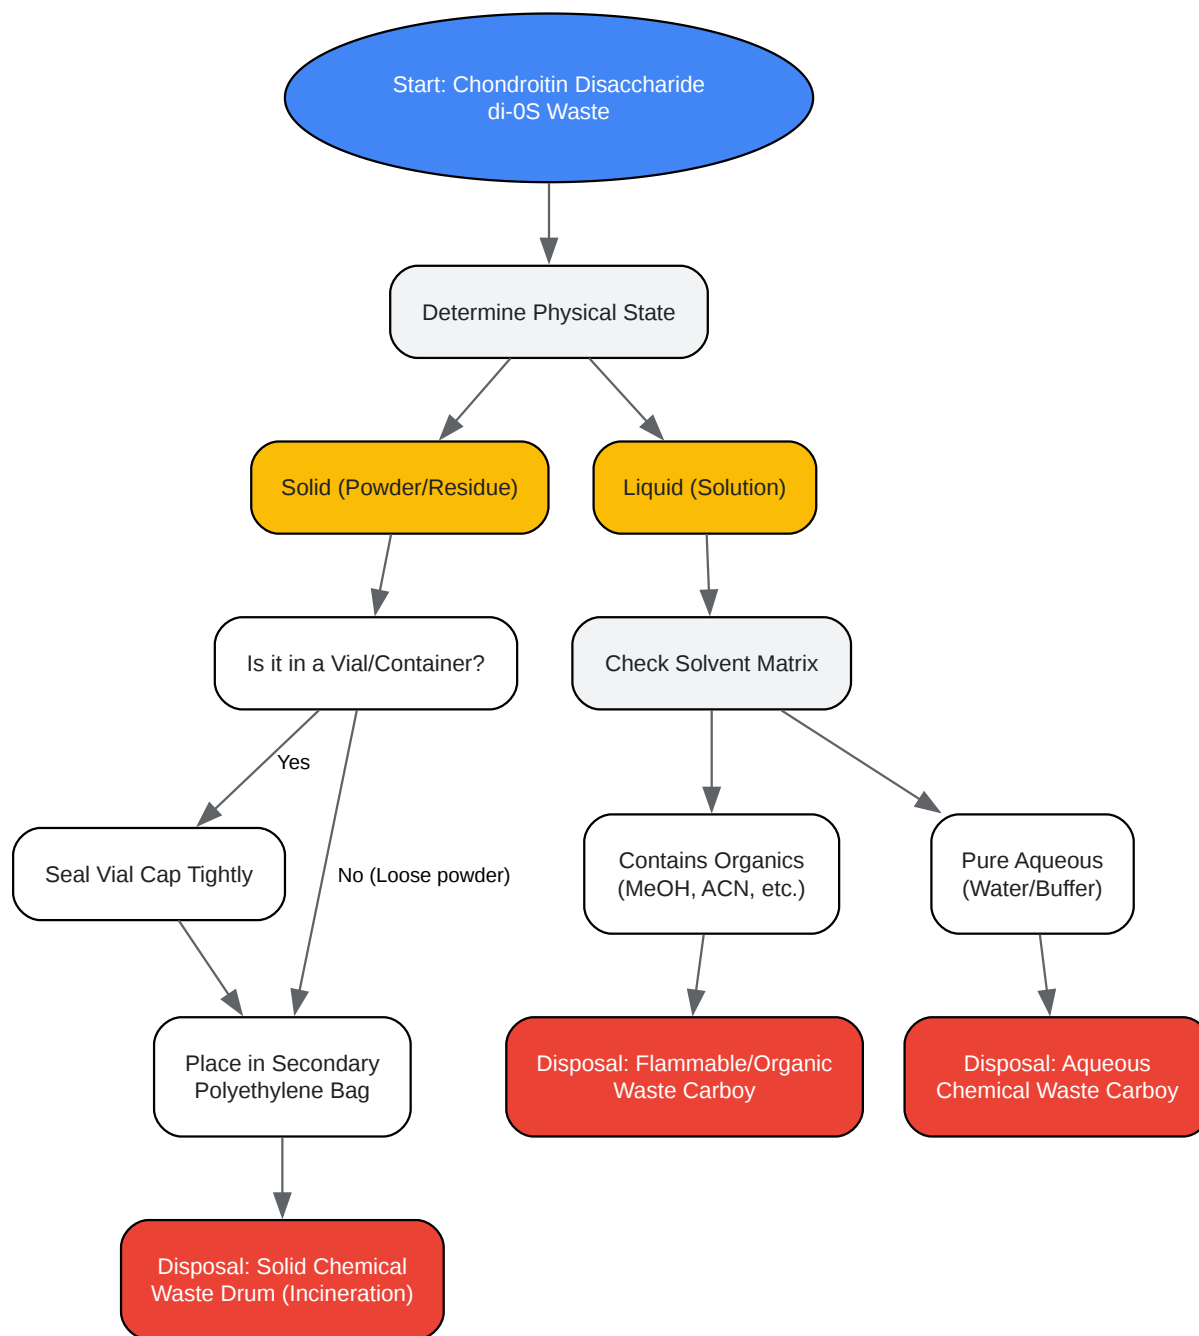 Start: Chondroitin Disaccharide
di-0S Waste
Determine Physical State
Solid (Powder/Residue)
Liquid (Solution)
Is it in a Vial/Container?
Check Solvent Matrix
Yes
No (Loose powder)
Seal Vial Cap Tightly
Contains Organics
(MeOH, ACN, etc.)
Pure Aqueous
(Water/Buffer)
Place in Secondary
Polyethylene Bag
Disposal: Flammable/Organic
Waste Carboy
Disposal: Aqueous
Chemical Waste Carboy
Disposal: Solid Chemical
Waste Drum (Incineration)